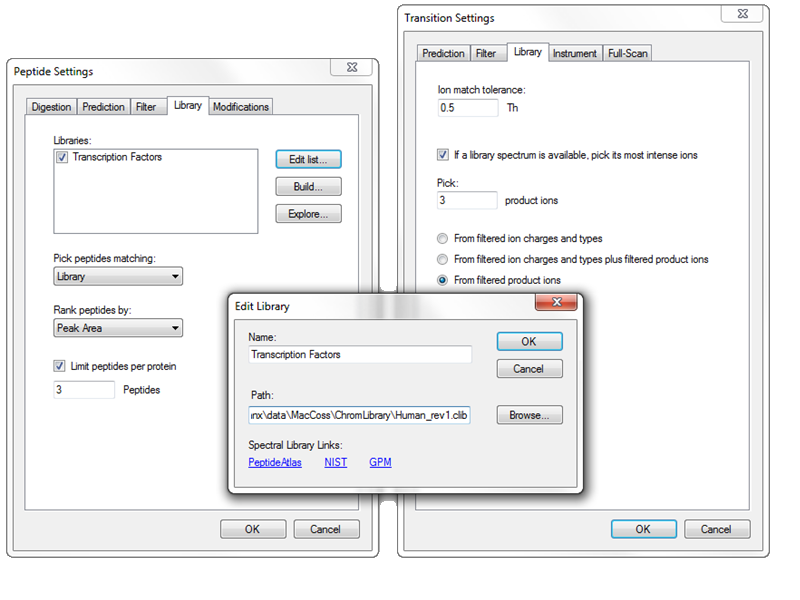 Peptide Settings
Digestion Prediction Filter Library Modifications
Libraries:
Transcription Factors
Edit list...
Build...
Explore...
Pick peptides matching:
Library
Rank peptides by:
Peak Area
Limit peptides per protein
3 Peptides
OK Cancel
Transition Settings
Prediction Filter Library Instrument Full-Scan
Ion match tolerance:
0.5 Th
If a library spectrum is available, pick its most intense ions
Pick:
3 product ions
From filtered ion charges and types
From filtered ion charges and types plus filtered product ions
From filtered product ions
OK Cancel
Edit Library
Name:
Transcription Factors
OK
Cancel
Path:
\data\MacCoss\ChromLibrary\Human_rev1.clib
Browse...
Spectral Library Links:
PeptideAtlas NIST GPM